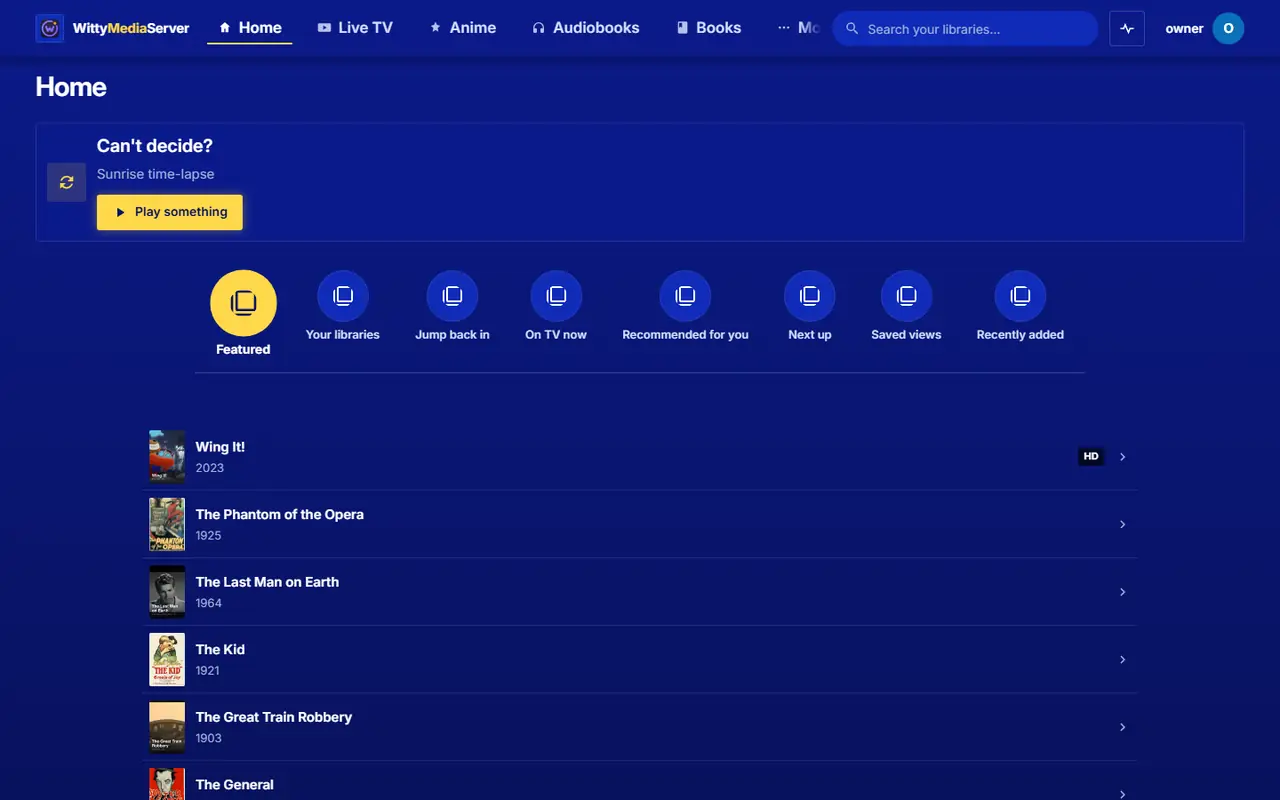 WittyMediaServer
Home
Live TV
Anime
Audiobooks
Books
Search your libraries...
owner
O
Home
Can't decide?
Sunrise time-lapse
Play something
Featured
Your libraries
Jump back in
On TV now
Recommended for you
Next up
Saved views
Recently added
Wing It!
2023
HD
The Phantom of the Opera
1925
The Last Man on Earth
1964
THE KID
The Kid
1921
The Great Train Robbery
1903
The General